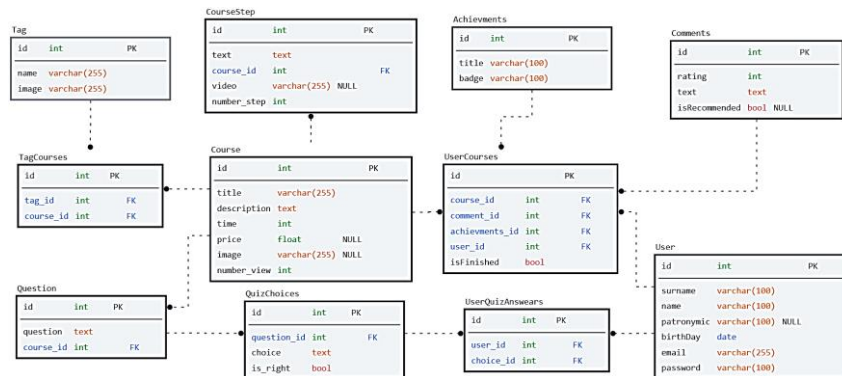 Tag
id int PK
name varchar(255)
image varchar(255)
CourseStep
id int PK
text text
course_id int FK
video varchar(255) NULL
number_step int
Achievments
id int PK
title varchar(100)
badge varchar(100)
Comments
id int PK
rating int
text text
isRecommended bool NULL
TagCourses
id int PK
tag_id int FK
course_id int FK
Course
id int PK
title varchar(255)
description text
time int
price float NULL
image varchar(255) NULL
number_view int
UserCourses
id PK
course_id int FK
comment_id int FK
achievments_id int FK
user_id int FK
isFinished bool
User
id int PK
surname varchar(100)
name varchar(100)
patronymic varchar(100) NULL
birthDay date
email varchar(255)
password varchar(100)
Question
id int PK
question text
course_id int FK
QuizChoices
id int PK
question_id int FK
choice text
is_right bool
UserQuizAnswears
id int PK
user_id int FK
choice_id int FK